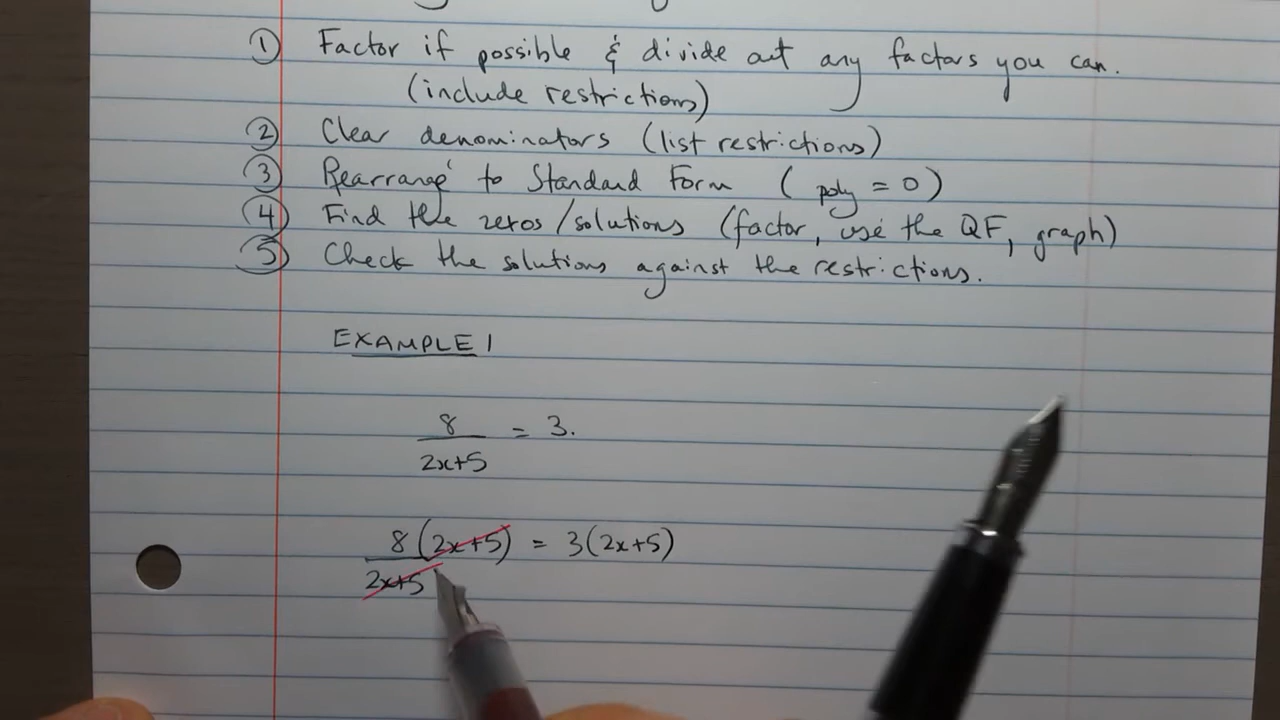 ① Factor if possible & divide out any factors you can.
(include restrictions)
② Clear denominators (list restrictions)
③ Rearrange to Standard Form (poly = 0)
④ Find the zeros/solutions (factor, use the QF, graph)
⑤ Check the solutions against the restrictions.
EXAMPLE 1
8
2x+5 = 3.
8(2x+5) = 3(2x+5)
2x+5